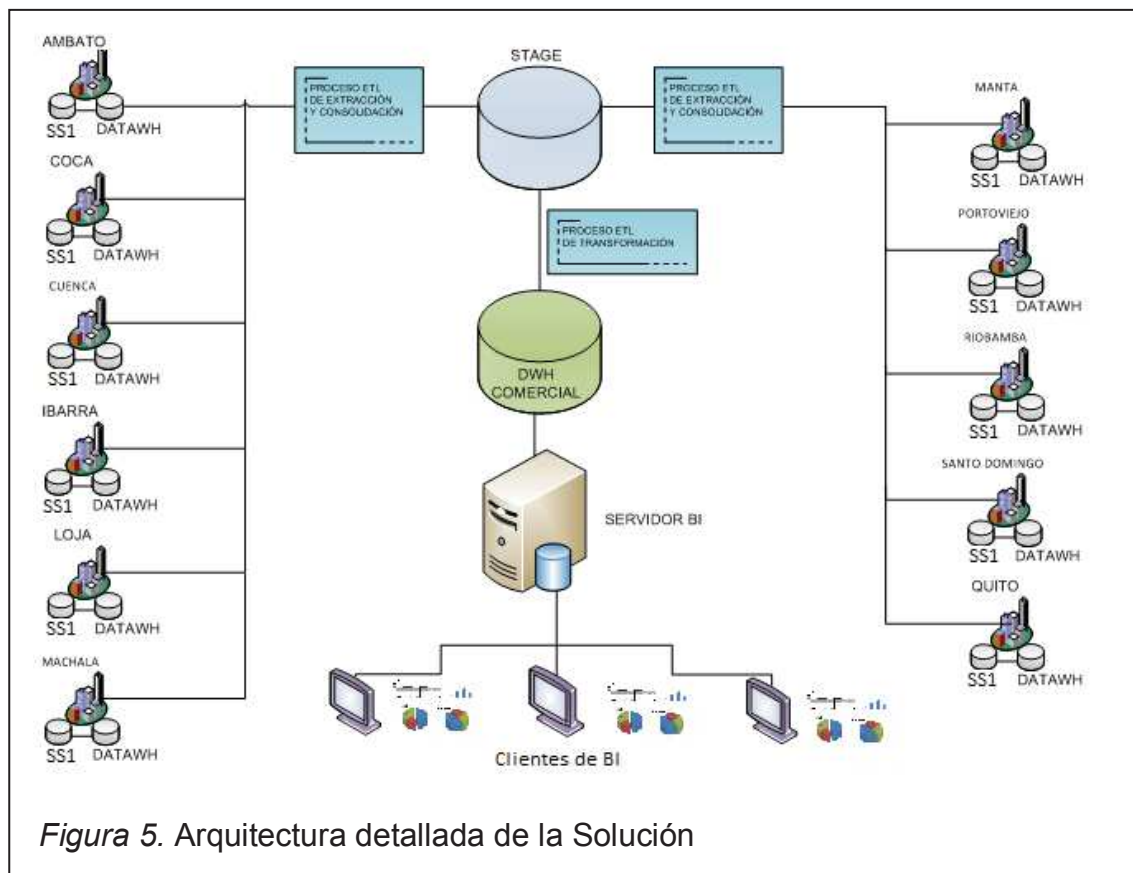 AMBATO
SS1 DATAWH
COCA
SS1 DATAWH
CUENCA
SS1 DATAWH
IBARRA
SS1 DATAWH
LOJA
SS1 DATAWH
MACHALA
SS1 DATAWH
PROCESO ETL
DE EXTRACCIÓN
Y CONSOLIDACIÓN
STAGE
PROCESO ETL
DE EXTRACCIÓN
Y CONSOLIDACIÓN
PROCESO ETL
DE TRANSFORMACIÓN
DWH
COMERCIAL
SERVIDOR BI
Clientes de BI
MANTA
SS1 DATAWH
PORTOVIEJO
SS1 DATAWH
RIOBAMBA
SS1 DATAWH
SANTO DOMINGO
SS1 DATAWH
QUITO
SS1 DATAWH
Figura 5. Arquitectura detallada de la Solución